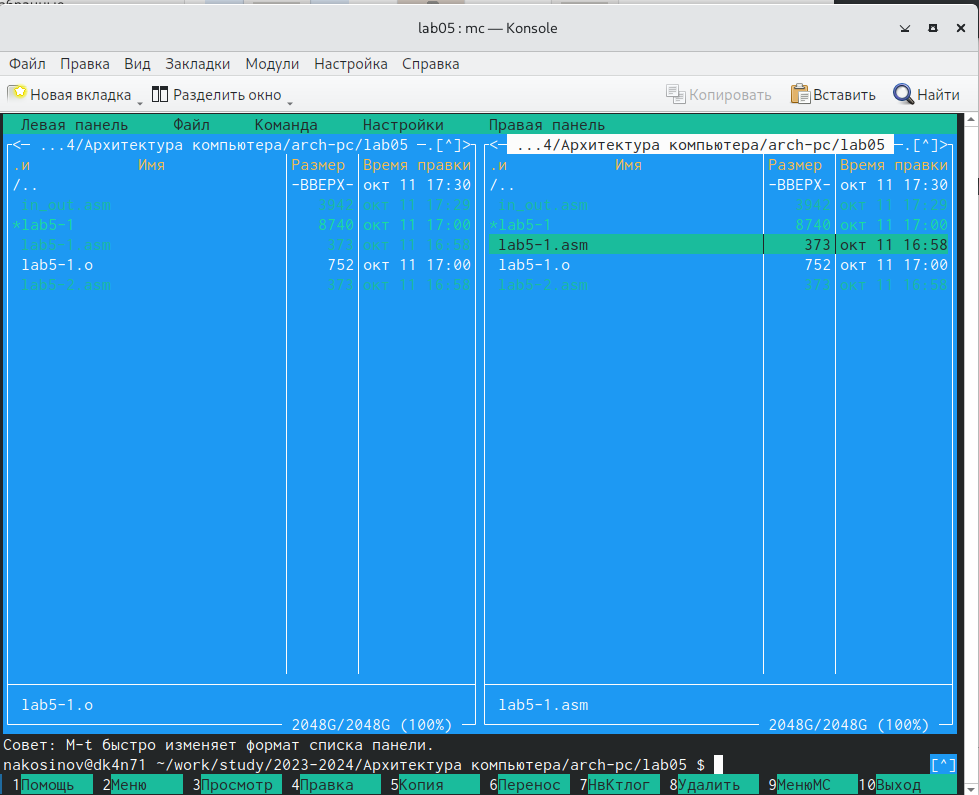 lab05 : mc — Konsole
Файл Правка Вид Закладки Модули Настройка Справка
Новая вкладка Разделить окно Копировать Вставить Найти
Левая панель Файл Команда Настройки Правая панель
<─ ...4/Архитектура компьютера/arch-pc/lab05 ─.[^]> <─ ...4/Архитектура компьютера/arch-pc/lab05 ─.[^]>
.и Имя Размер Время правки .и Имя Размер Время правки
/.. -ВВЕРХ- окт 11 17:30 /.. -ВВЕРХ- окт 11 17:30
in_out.asm 3942 окт 11 17:29 in_out.asm 3942 окт 11 17:29
*lab5-1 8740 окт 11 17:00 *lab5-1 8740 окт 11 17:00
lab5-1.asm 373 окт 11 16:58 lab5-1.asm 373 окт 11 16:58
lab5-1.o 752 окт 11 17:00 lab5-1.o 752 окт 11 17:00
lab5-2.asm 373 окт 11 16:58 lab5-2.asm 373 окт 11 16:58
lab5-1.o lab5-1.asm
2048G/2048G (100%) 2048G/2048G (100%)
Совет: M-t быстро изменяет формат списка панели.
nakosinov@dk4n71 ~/work/study/2023-2024/Архитектура компьютера/arch-pc/lab05 $ [^]
1Помощь 2Меню 3Просмотр 4Правка 5Копия 6Перенос 7НвКтлог 8Удалить 9МенюМС 10Выход